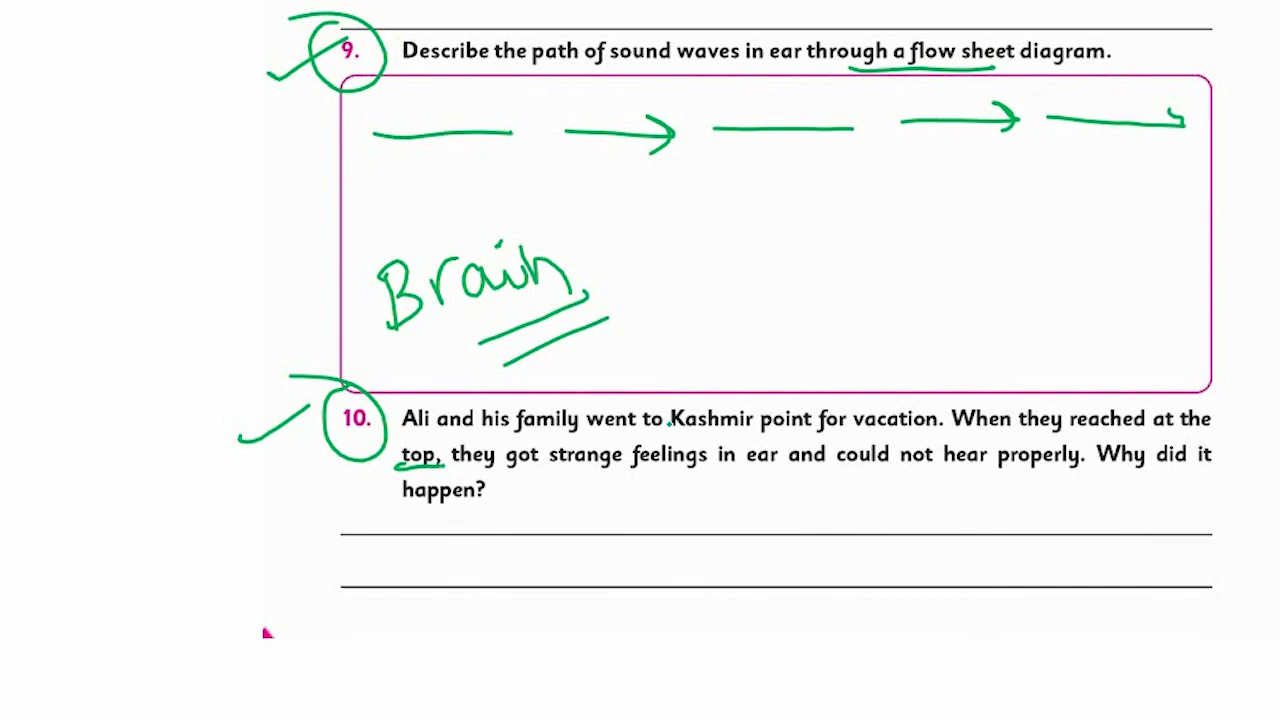 9. Describe the path of sound waves in ear through a flow sheet diagram.
Brain
10. Ali and his family went to Kashmir point for vacation. When they reached at the
top, they got strange feelings in ear and could not hear properly. Why did it
happen?